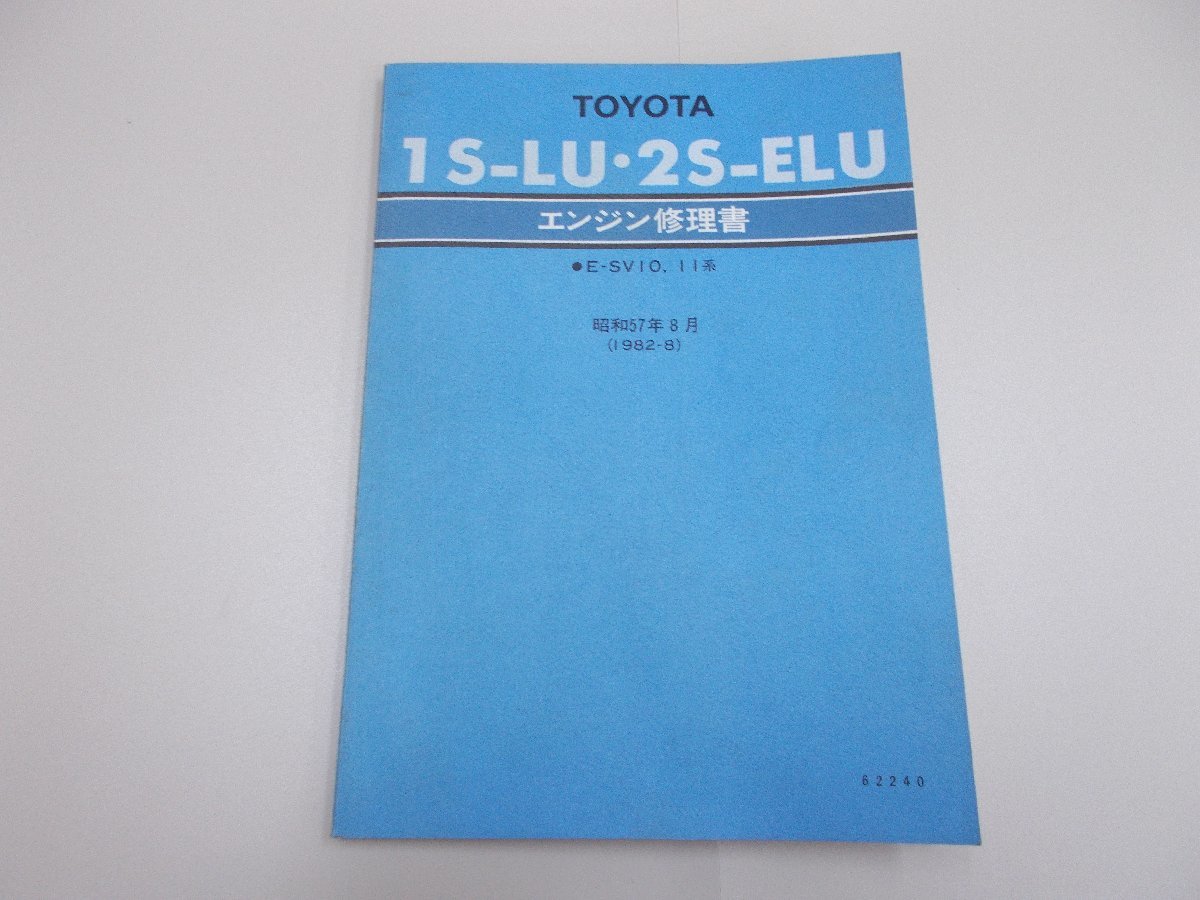 TOYOTA
1S-LU・2S-ELU
エンジン修理書
●E-SV10, 11系
昭和57年8月
(1982-8)
62240